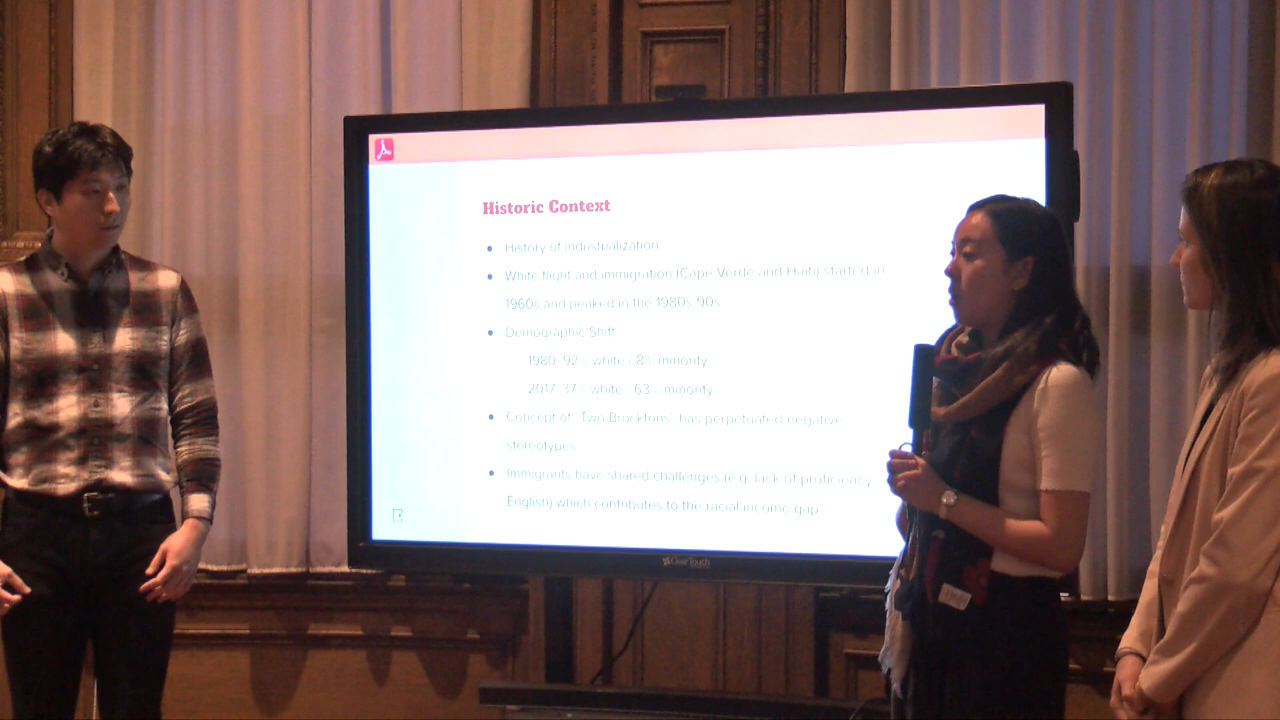 Historic Context
History of industrialization
White flight and immigration (Cape Verde and Haiti) started in
1960s and peaked in the 1980s-90s
Demographic Shift
1980: 92% white : 8% minority
2017: 37% white : 63% minority
Concept of "Two Brocktons" has perpetuated negative
stereotypes
Immigrants have shared challenges (e.g. lack of proficiency
English) which contributes to the racial income gap
ClearTouch